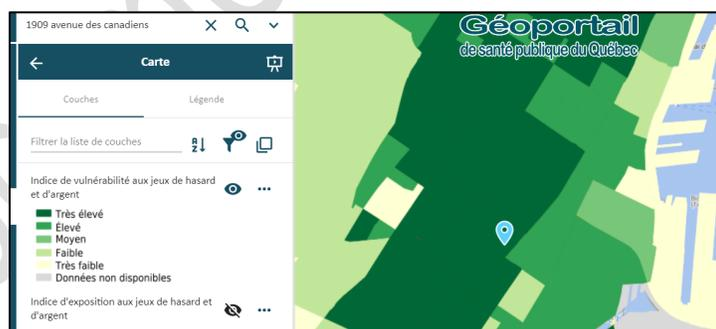 1909 avenue des canadiens
Géoportail
de santé publique du Québec
Carte
Couches
Légende
Filtrer la liste de couches
Indice de vulnérabilité aux jeux de hasard
et d'argent
Très élevé
Élevé
Moyen
Faible
Très faible
Données non disponibles
Indice d'exposition aux jeux de hasard et
d'argent